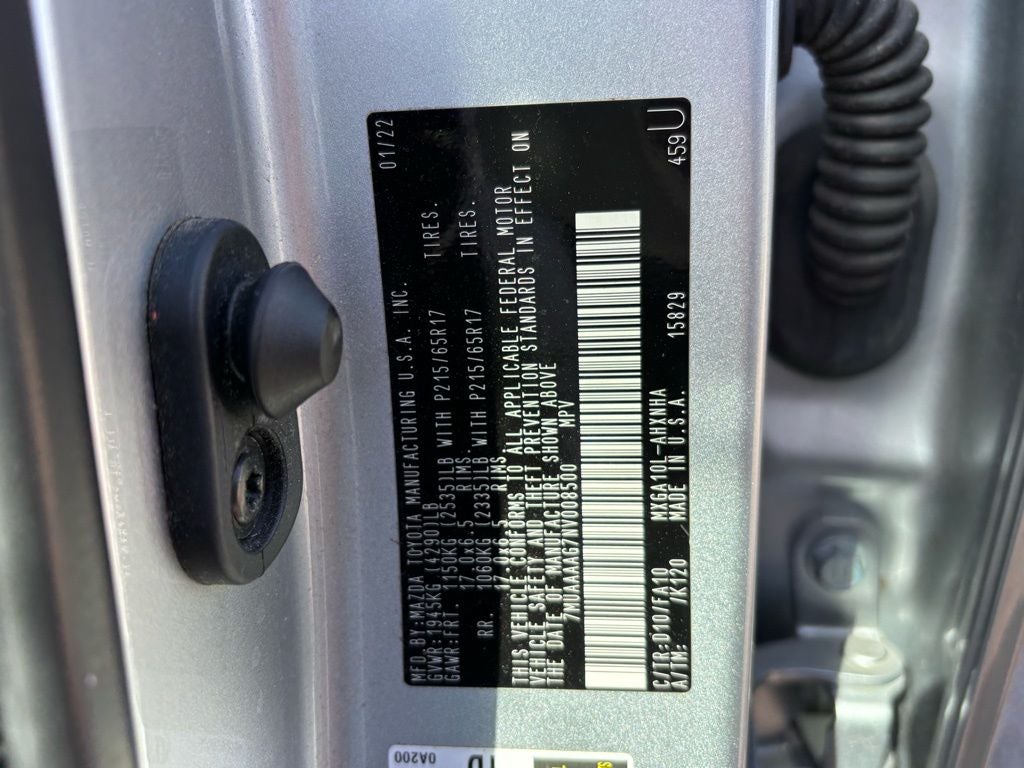 MFD.BY:MAZDA TOYOTA MANUFACTURING U.S.A. INC. 01/22
GVWR:1945KG (4290)LB
GAWR:FRT. 1150KG (2535)LB WITH P215/65R17 TIRES.
17.0x6.5 RIMS.
RR. 1060KG (2335)LB WITH P215/65R17 TIRES.
17.0x6.5 RIMS.
THIS VEHICLE CONFORMS TO ALL APPLICABLE FEDERAL MOTOR
VEHICLE SAFETY AND THEFT PREVENTION STANDARDS IN EFFECT ON
THE DATE OF MANUFACTURE SHOWN ABOVE
7MUAAAAG7NV008500 MPV
C/TR:D10/FA10 MXGA10L-AHXNHA 15829 459 U
A/TM: /K120 MADE IN U.S.A.
0A200